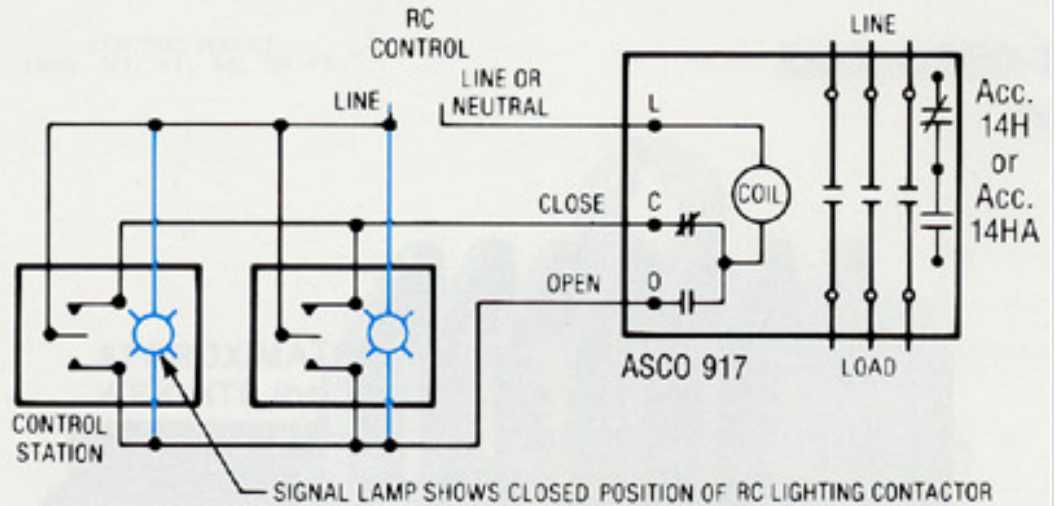 RC
CONTROL
LINE
LINE OR
NEUTRAL
LINE
L
Acc.
14H
or
Acc.
14HA
COIL
CLOSE
C
OPEN
O
ASCO 917
LOAD
CONTROL
STATION
SIGNAL LAMP SHOWS CLOSED POSITION OF RC LIGHTING CONTACTOR